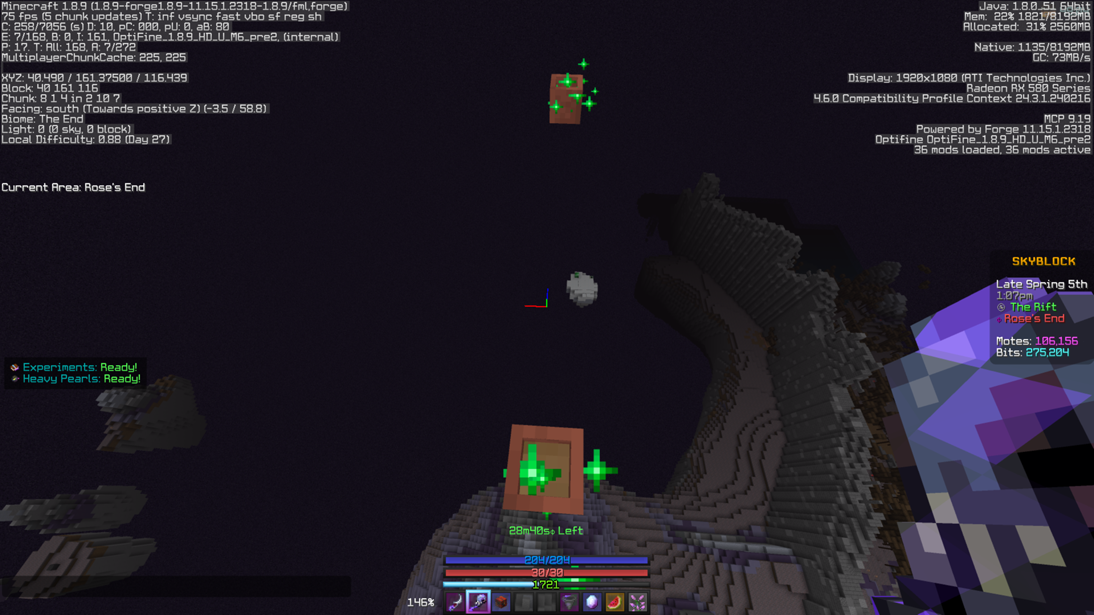 Minecraft 1.8.9 (1.8.9-forge1.8.9-11.15.1.2318-1.8.9/fml,forge)
75 fps (5 chunk updates) T: inf vsync fast vbo sf reg sh
C: 258/7056 (s) D: 10, pC: 000, pU: 0, aB: 80
E: 7/168, B: 0, I: 161, OptiFine_1.8.9_HD_U_M6_pre2, (internal)
P: 17. T: All: 168, A: 7/272
MultiplayerChunkCache: 225, 225
XYZ: 40.490 / 161.37500 / 116.439
Block: 40 161 116
Chunk: 8 1 4 in 2 10 7
Facing: south (Towards positive Z) (-3.5 / 58.8)
Biome: The End
Light: 0 (0 sky, 0 block)
Local Difficulty: 0.88 (Day 27)
Current Area: Rose's End
Java: 1.8.0_51 64bit
Mem: 22% 1821/8192MB
Allocated: 31% 2560MB
Native: 1135/8192MB
GC: 73MB/s
Display: 1920x1080 (ATI Technologies Inc.)
Radeon RX 580 Series
4.6.0 Compatibility Profile Context 24.3.1.240216
MCP 9.19
Powered by Forge 11.15.1.2318
Optifine OptiFine_1.8.9_HD_U_M6_pre2
36 mods loaded, 36 mods active
SKYBLOCK
Late Spring 5th
1:07pm
The Rift
Rose's End
Motes: 106,156
Bits: 275,204
Experiments: Ready!
Heavy Pearls: Ready!
28m40s Left
204/204
30/30
1721
146%